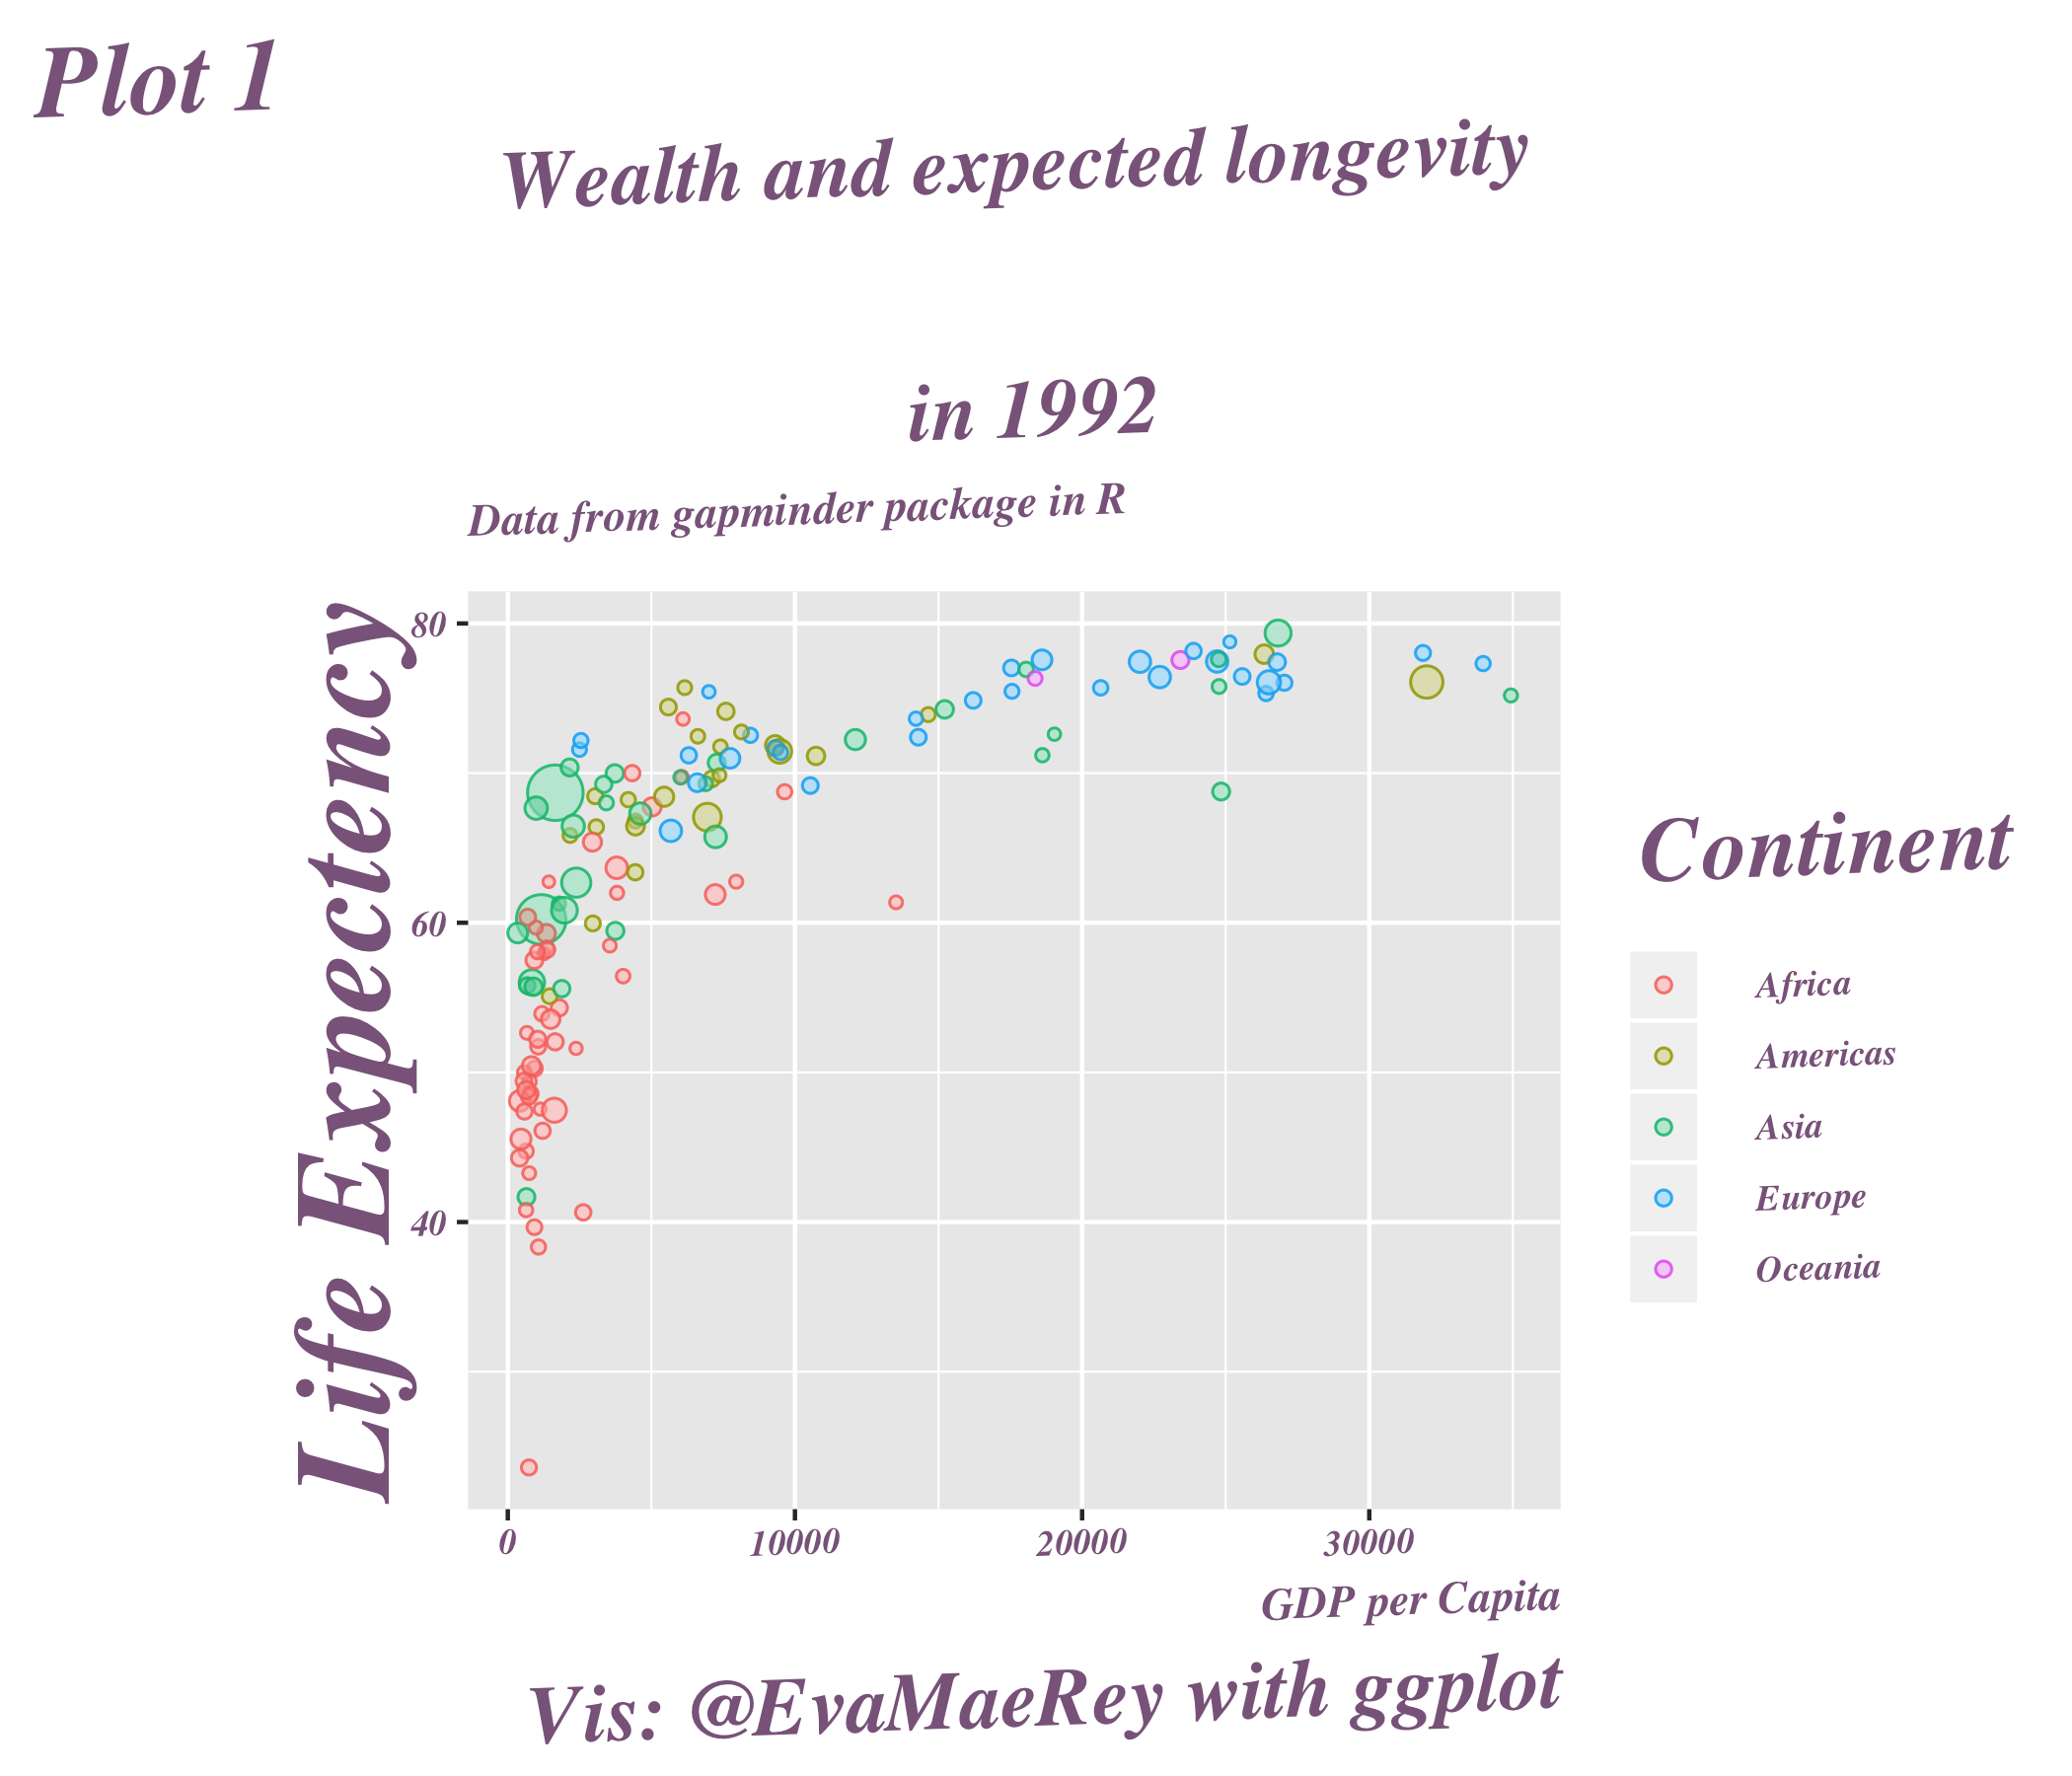 Plot 1
Wealth and expected longevity
in 1992
Data from gapminder package in R
Life Expectency
80
60
40
0 10000 20000 30000
GDP per Capita
Continent
Africa
Americas
Asia
Europe
Oceania
Vis: @EvaMaeRey with ggplot